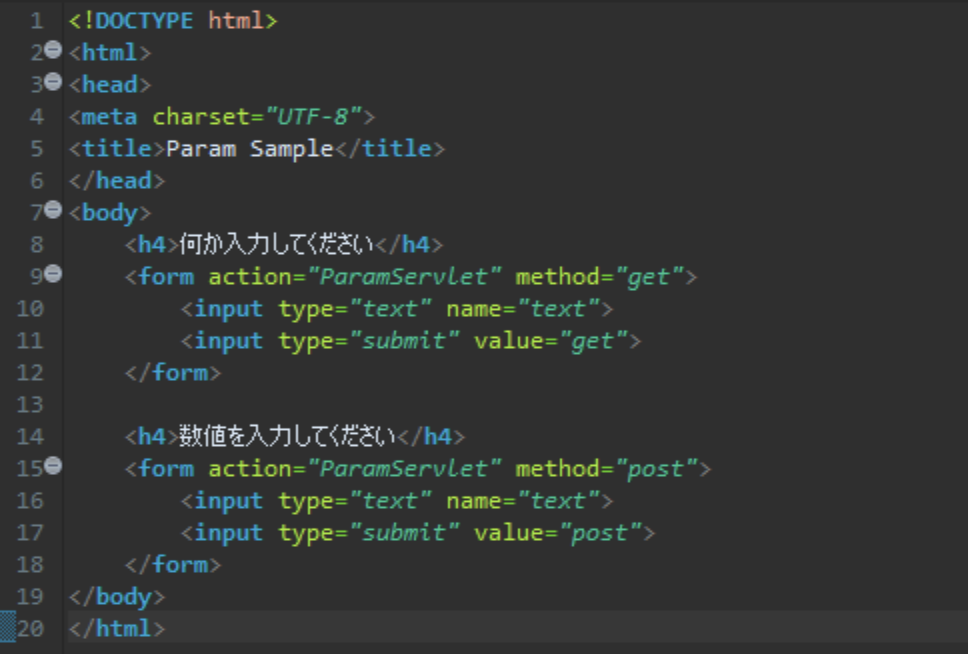 1 <!DOCTYPE html>
2 <html>
3 <head>
4 <meta charset="UTF-8">
5 <title>Param Sample</title>
6 </head>
7 <body>
8     <h4>何か入力してください</h4>
9     <form action="ParamServlet" method="get">
10         <input type="text" name="text">
11         <input type="submit" value="get">
12     </form>
13
14     <h4>数値を入力してください</h4>
15     <form action="ParamServlet" method="post">
16         <input type="text" name="text">
17         <input type="submit" value="post">
18     </form>
19 </body>
20 </html>